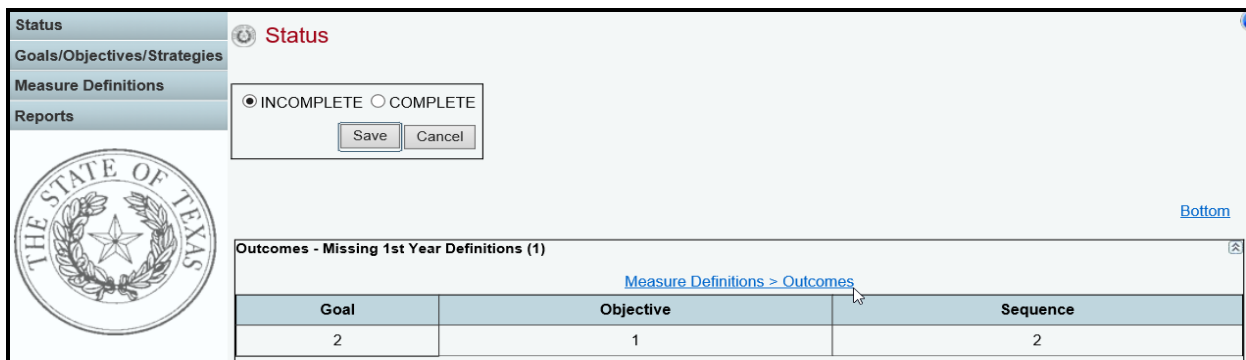 Status
Goals/Objectives/Strategies
Measure Definitions
Reports
THE STATE OF TEXAS
Status
INCOMPLETE COMPLETE
Save Cancel
Bottom
Outcomes - Missing 1st Year Definitions (1)
Measure Definitions > Outcomes
Goal Objective Sequence
2 1 2